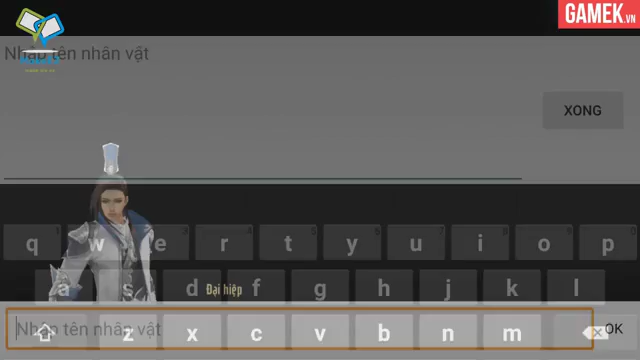 GAMEK.VN
Nhập tên nhân vật
XONG
q w e r t y u i o p
a s d f g h j k l
Đại hiệp
z x c v b n m
Nhập tên nhân vật
OK